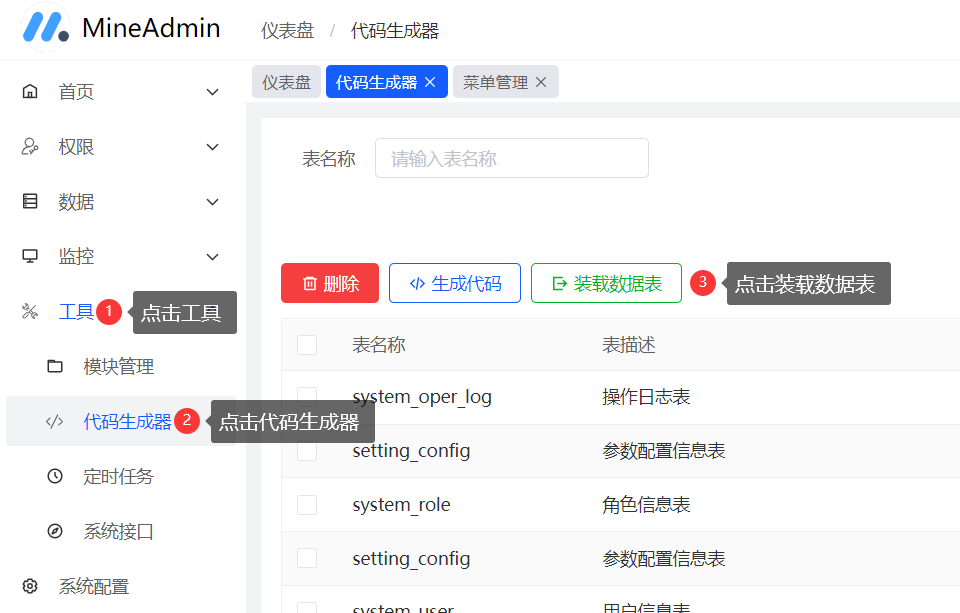 MineAdmin
仪表盘 / 代码生成器
仪表盘 代码生成器 菜单管理
首页
权限
数据
监控
工具 1 点击工具
模块管理
代码生成器 2 点击代码生成器
定时任务
系统接口
系统配置
表名称 请输入表名称
删除 生成代码 装载数据表 3 点击装载数据表
表名称 表描述
system_oper_log 操作日志表
setting_config 参数配置信息表
system_role 角色信息表
setting_config 参数配置信息表
system_user 用户信息表